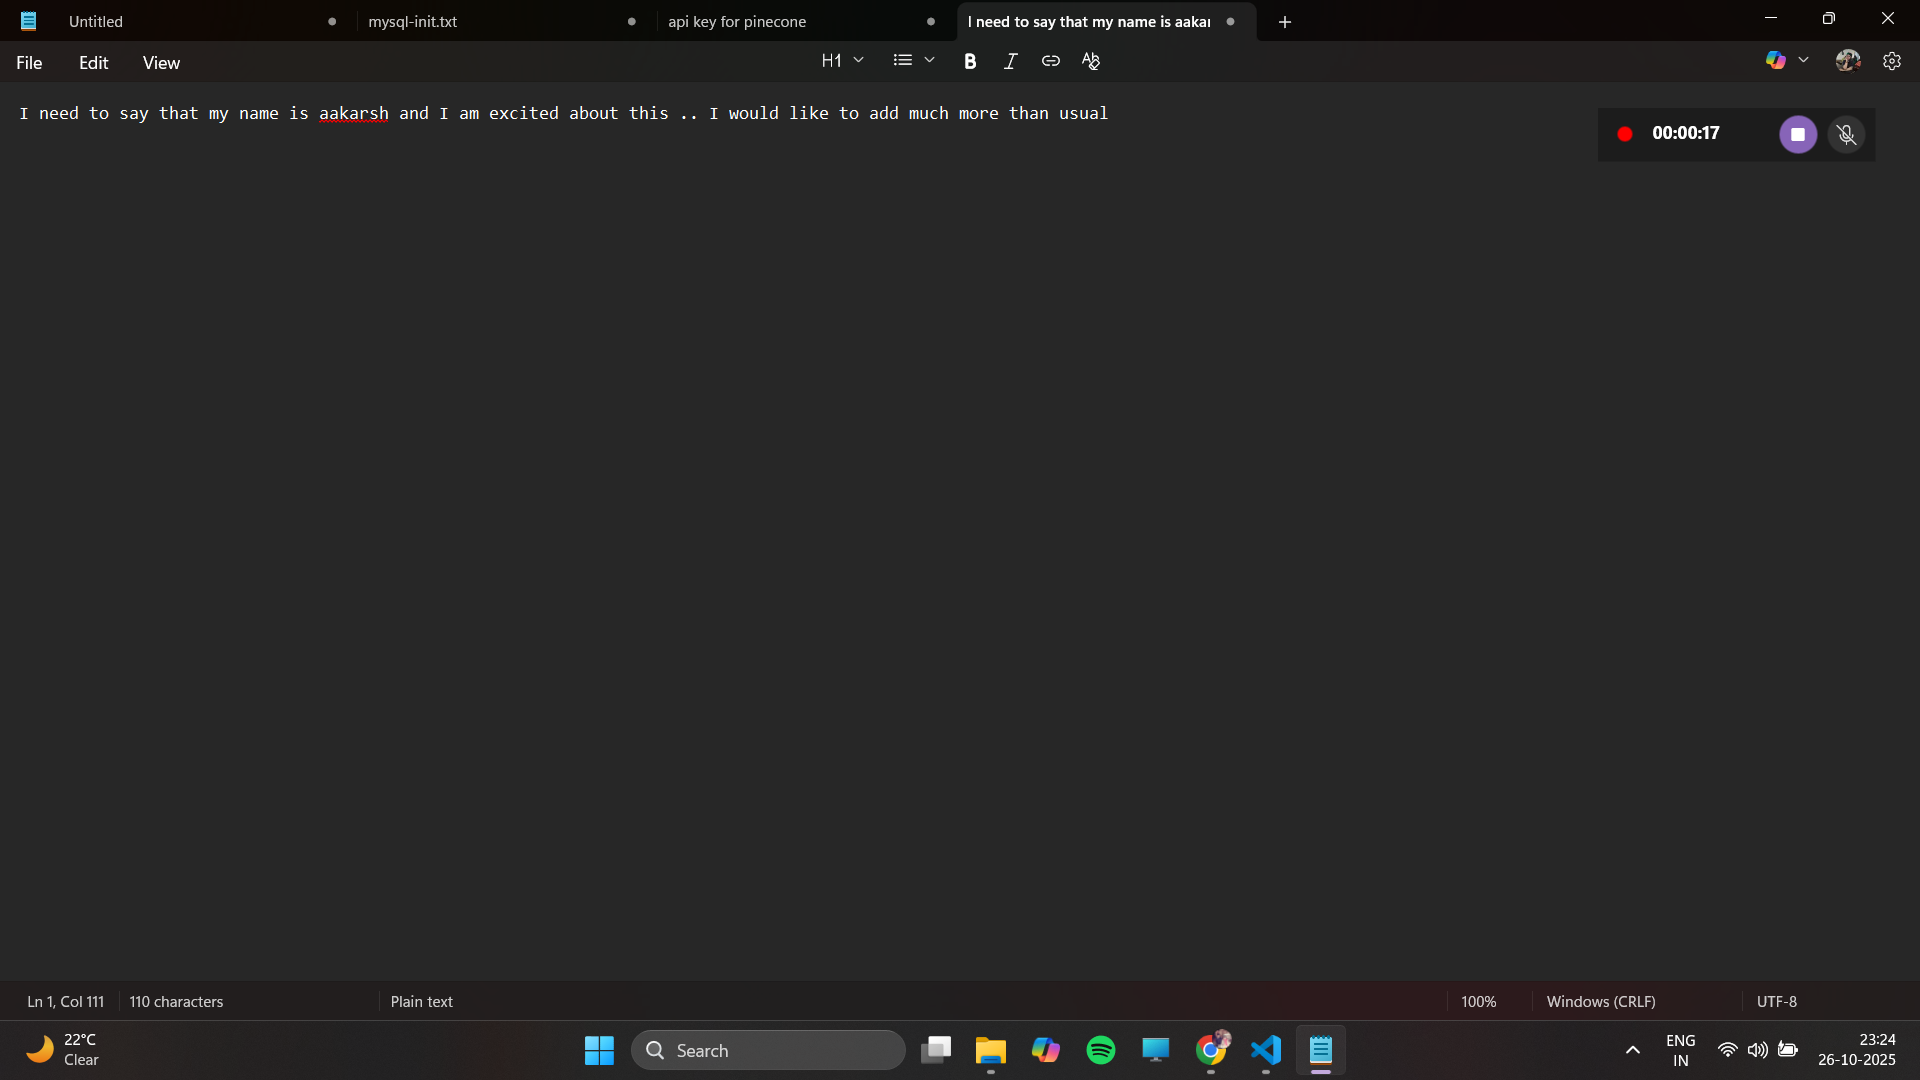 Untitled
mysql-init.txt
api key for pinecone
I need to say that my name is aakar
File
Edit
View
H1
B
I
I need to say that my name is aakarsh and I am excited about this .. I would like to add much more than usual
00:00:17
Ln 1, Col 111
110 characters
Plain text
100%
Windows (CRLF)
UTF-8
22°C
Clear
Search
ENG
IN
23:24
26-10-2025